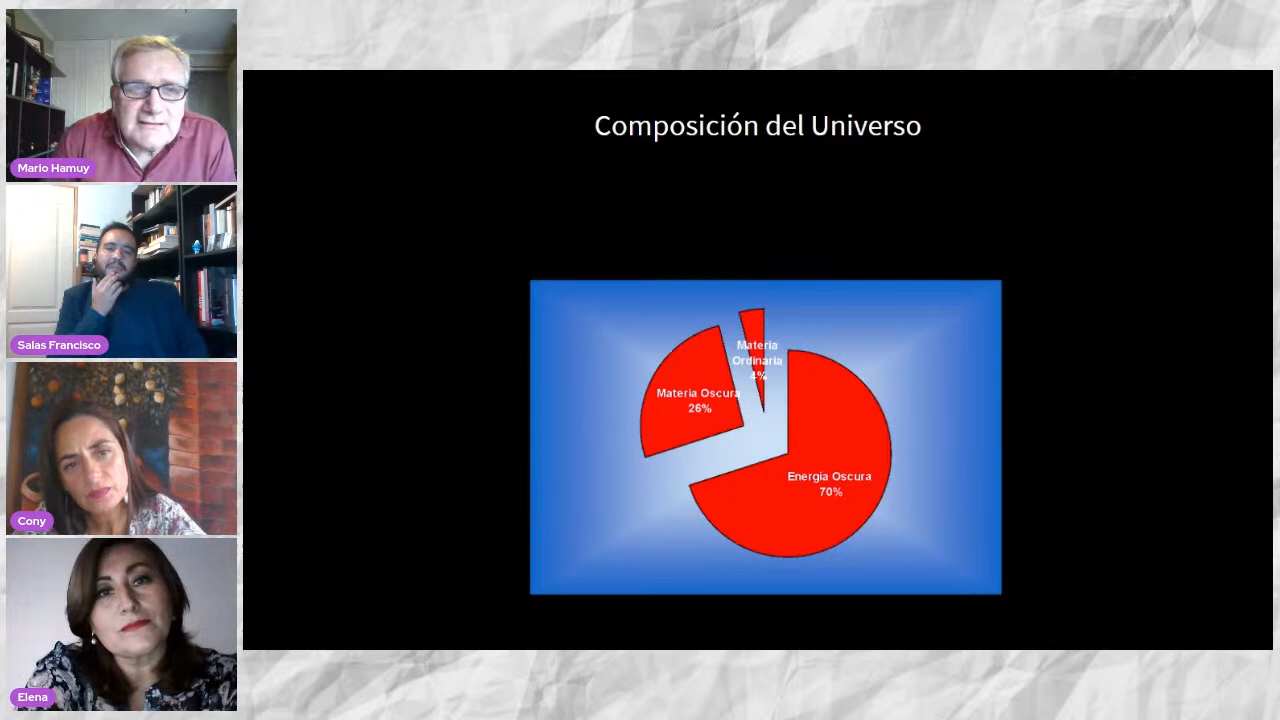 Mario Hamuy
Salas Francisco
Cony
Elena
Composición del Universo
Materia
Ordinaria
4%
Materia Oscura
26%
Energía Oscura
70%